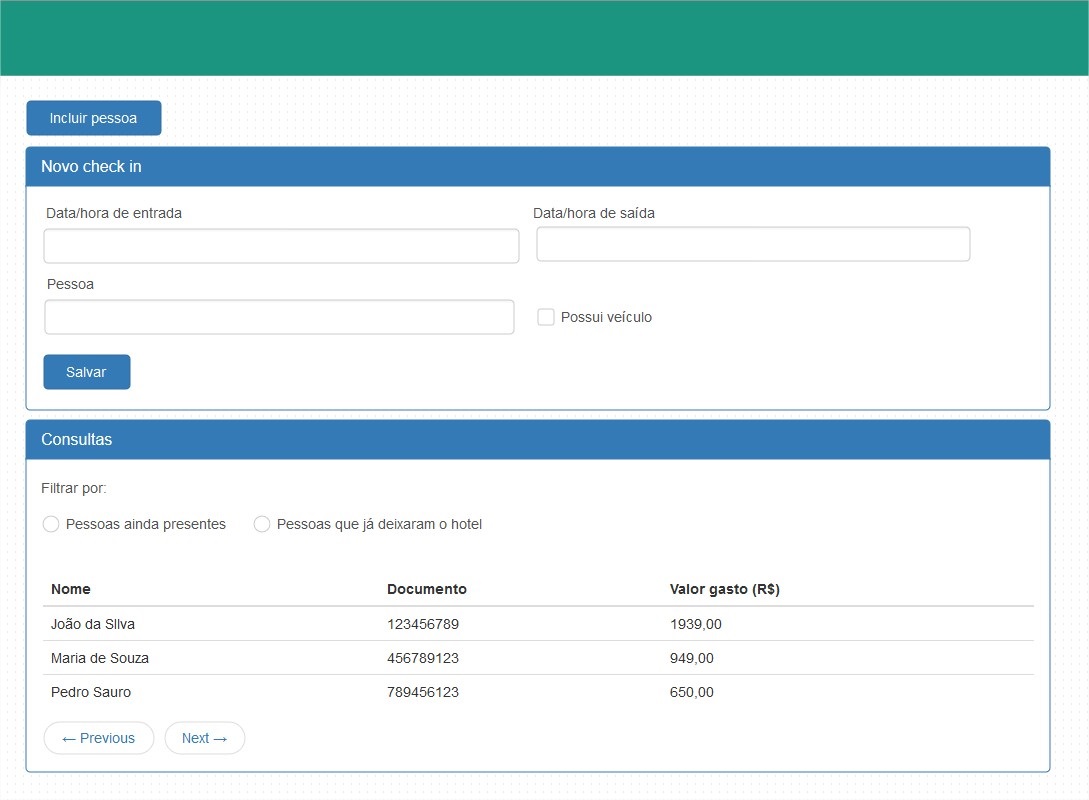 Incluir pessoa
Novo check in
Data/hora de entrada Data/hora de saída
Pessoa
Possui veículo
Salvar
Consultas
Filtrar por:
Pessoas ainda presentes Pessoas que já deixaram o hotel
Nome Documento Valor gasto (R$)
João da SIlva 123456789 1939,00
Maria de Souza 456789123 949,00
Pedro Sauro 789456123 650,00
← Previous Next →